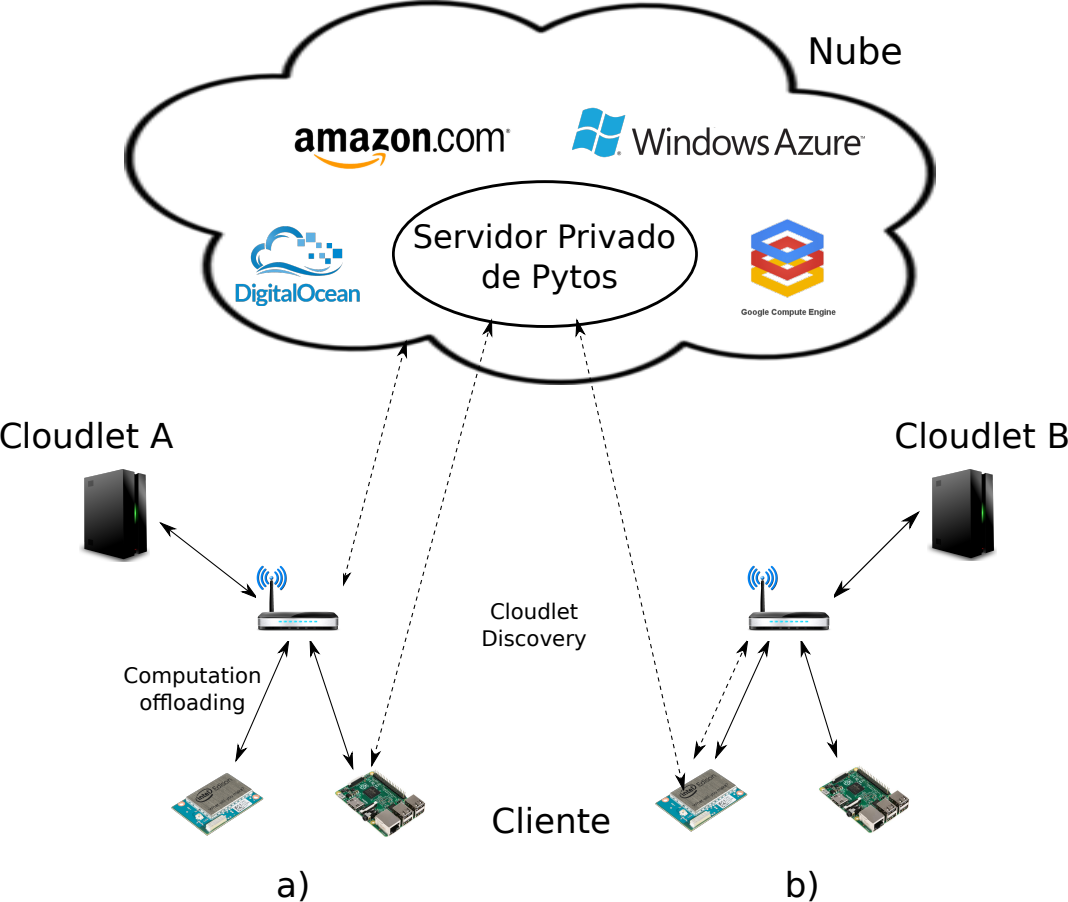 Nube
amazon.com
Windows Azure
Servidor Privado
de Pytos
DigitalOcean
Google Compute Engine
Cloudlet A
Cloudlet B
Cloudlet
Discovery
Computation
offloading
Cliente
a)
b)